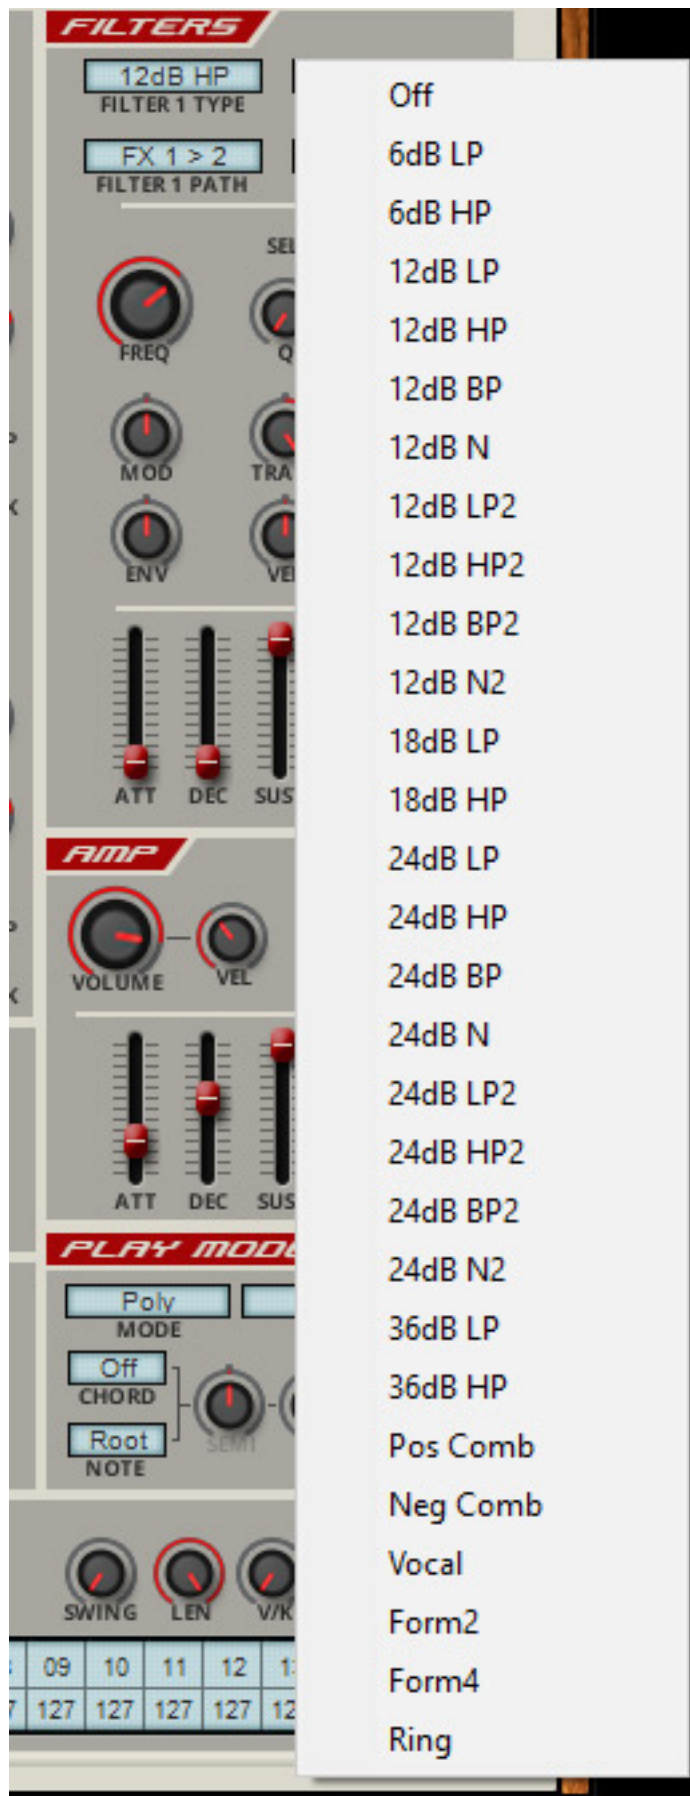 FILTERS
12dB HP
FILTER 1 TYPE
FX 1 > 2
FILTER 1 PATH
FREQ
MOD
ENV
ATT DEC SUS
AMP
VOLUME VEL
ATT DEC SUS
PLAY MODE
Poly
MODE
Off
CHORD
Root
NOTE
SEMI
SWING LEN V/K
09 10 11 12
127 127 127 127
Off
6dB LP
6dB HP
12dB LP
12dB HP
12dB BP
12dB N
12dB LP2
12dB HP2
12dB BP2
12dB N2
18dB LP
18dB HP
24dB LP
24dB HP
24dB BP
24dB N
24dB LP2
24dB HP2
24dB BP2
24dB N2
36dB LP
36dB HP
Pos Comb
Neg Comb
Vocal
Form2
Form4
Ring